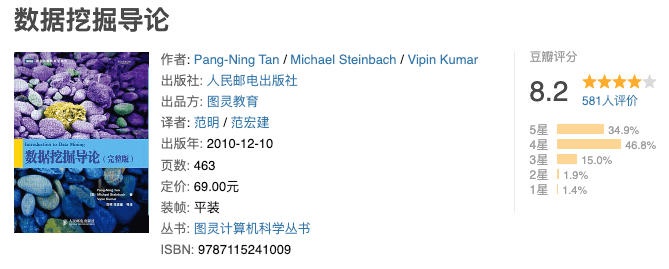 数据挖掘导论
Introduction to Data Mining
数据挖掘导论(完整版)
Pang-Ning Tan
[美] Michael Steinbach 著
Vipin Kumar
范明 范宏建 等译
人民邮电出版社
作者: Pang-Ning Tan / Michael Steinbach / Vipin Kumar
出版社: 人民邮电出版社
出品方: 图灵教育
译者: 范明 / 范宏建
出版年: 2010-12-10
页数: 463
定价: 69.00元
装帧: 平装
丛书: 图灵计算机科学丛书
ISBN: 9787115241009
豆瓣评分
8.2
581人评价
5星 34.9%
4星 46.8%
3星 15.0%
2星 1.9%
1星 1.4%